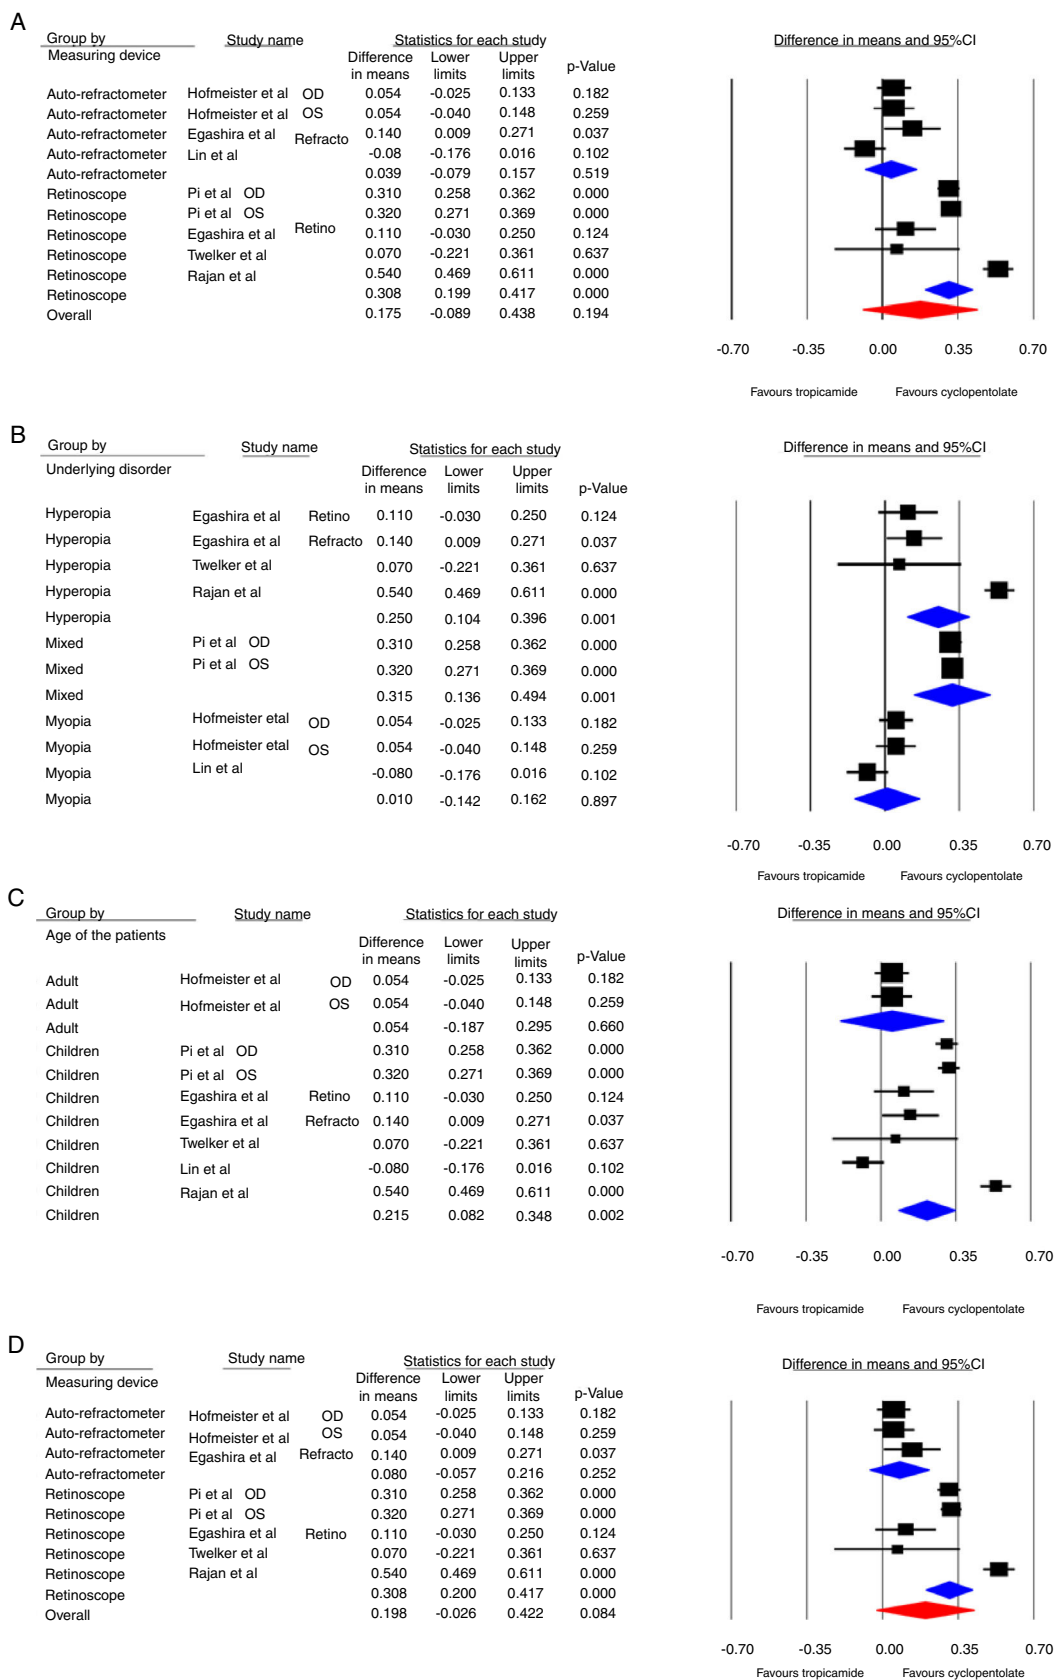 A
Group by Study name Statistics for each study Difference in means and 95%CI
Measuring device Difference in means Lower limits Upper limits p-Value
Auto-refractometer Hofmeister et al OD 0.054 -0.025 0.133 0.182
Auto-refractometer Hofmeister et al OS 0.054 -0.040 0.148 0.259
Auto-refractometer Egashira et al Refracto 0.140 0.009 0.271 0.037
Auto-refractometer Lin et al -0.08 -0.176 0.016 0.102
Auto-refractometer 0.039 -0.079 0.157 0.519
Retinoscope Pi et al OD 0.310 0.258 0.362 0.000
Retinoscope Pi et al OS 0.320 0.271 0.369 0.000
Retinoscope Egashira et al Retino 0.110 -0.030 0.250 0.124
Retinoscope Twelker et al 0.070 -0.221 0.361 0.637
Retinoscope Rajan et al 0.540 0.469 0.611 0.000
Retinoscope 0.308 0.199 0.417 0.000
Overall 0.175 -0.089 0.438 0.194
-0.70 -0.35 0.00 0.35 0.70
Favours tropicamide Favours cyclopentolate
B
Group by Study name Statistics for each study Difference in means and 95%CI
Underlying disorder Difference in means Lower limits Upper limits p-Value
Hyperopia Egashira et al Retino 0.110 -0.030 0.250 0.124
Hyperopia Egashira et al Refracto 0.140 0.009 0.271 0.037
Hyperopia Twelker et al 0.070 -0.221 0.361 0.637
Hyperopia Rajan et al 0.540 0.469 0.611 0.000
Hyperopia 0.250 0.104 0.396 0.001
Mixed Pi et al OD 0.310 0.258 0.362 0.000
Mixed Pi et al OS 0.320 0.271 0.369 0.000
Mixed 0.315 0.136 0.494 0.001
Myopia Hofmeister etal OD 0.054 -0.025 0.133 0.182
Myopia Hofmeister etal OS 0.054 -0.040 0.148 0.259
Myopia Lin et al -0.080 -0.176 0.016 0.102
Myopia 0.010 -0.142 0.162 0.897
-0.70 -0.35 0.00 0.35 0.70
Favours tropicamide Favours cyclopentolate
C
Group by Study name Statistics for each study Difference in means and 95%CI
Age of the patients Difference in means Lower limits Upper limits p-Value
Adult Hofmeister et al OD 0.054 -0.025 0.133 0.182
Adult Hofmeister et al OS 0.054 -0.040 0.148 0.259
Adult 0.054 -0.187 0.295 0.660
Children Pi et al OD 0.310 0.258 0.362 0.000
Children Pi et al OS 0.320 0.271 0.369 0.000
Children Egashira et al Retino 0.110 -0.030 0.250 0.124
Children Egashira et al Refracto 0.140 0.009 0.271 0.037
Children Twelker et al 0.070 -0.221 0.361 0.637
Children Lin et al -0.080 -0.176 0.016 0.102
Children Rajan et al 0.540 0.469 0.611 0.000
Children 0.215 0.082 0.348 0.002
-0.70 -0.35 0.00 0.35 0.70
Favours tropicamide Favours cyclopentolate
D
Group by Study name Statistics for each study Difference in means and 95%CI
Measuring device Difference in means Lower limits Upper limits p-Value
Auto-refractometer Hofmeister et al OD 0.054 -0.025 0.133 0.182
Auto-refractometer Hofmeister et al OS 0.054 -0.040 0.148 0.259
Auto-refractometer Egashira et al Refracto 0.140 0.009 0.271 0.037
Auto-refractometer 0.080 -0.057 0.216 0.252
Retinoscope Pi et al OD 0.310 0.258 0.362 0.000
Retinoscope Pi et al OS 0.320 0.271 0.369 0.000
Retinoscope Egashira et al Retino 0.110 -0.030 0.250 0.124
Retinoscope Twelker et al 0.070 -0.221 0.361 0.637
Retinoscope Rajan et al 0.540 0.469 0.611 0.000
Retinoscope 0.308 0.200 0.417 0.000
Overall 0.198 -0.026 0.422 0.084
-0.70 -0.35 0.00 0.35 0.70
Favours tropicamide Favours cyclopentolate